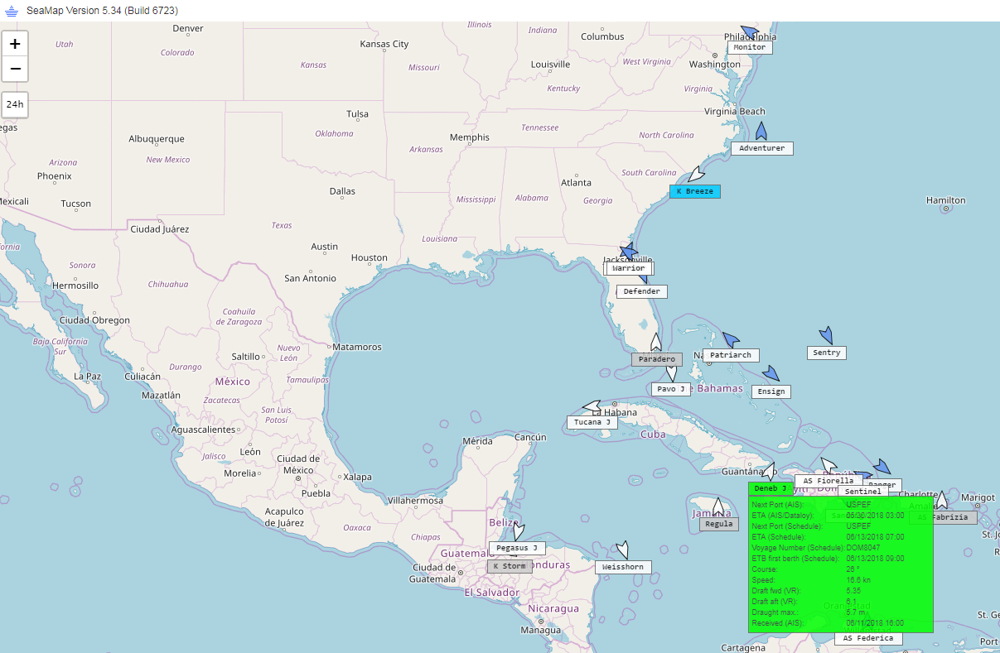 SeaMap Version 5.34 (Build 6723)
+
−
24h
Denver
Utah
Colorado
Kansas City
Kansas
Missouri
Illinois
Indiana
Columbus
Philadelphia
Monitor
Washington
Louisville
West Virginia
Kentucky
Virginia
Virginia Beach
Tulsa
Oklahoma
Albuquerque
New Mexico
egas
Memphis
Tennessee
North Carolina
Arkansas
Adventurer
Arizona
Phoenix
South Carolina
Atlanta
K Breeze
Dallas
Mississippi
Alabama
Georgia
Mexicali
Tucson
Hamilton
Ciudad Juárez
Texas
Louisiana
fornia
Austin
Houston
Jacksonville
Warrior
Sonora
Hermosillo
Chihuahua
San Antonio
Defender
Coahuila
de Zaragoza
Ciudad Obregon
Baja California
Sur
Matamoros
Nuevo
León
Saltillo
Paradero
Patriarch
Sentry
Na
Durango
La Paz
Culiacán
México
Tamaulipas
Pavo J
e Bahamas
Ensign
Mazatlán
Zacatecas
San Luis
Potosí
La Habana
Tucana J
Aguascalientes
Cuba
Mérida
Cancún
Jalisco
León
Ciudad de
México
Morelia
Xalapa
Guantánamo
Puebla
AS Fiorella
Ranger
Deneb J
Sentinel
Charlotte
Amalie
Marigot
Villahermosa
Acapulco
de Juárez
Jamaica
Regula
AS Fabrizia
Oaxaca
Belize
Chiapas
St. Jo
Pegasus J
Guatemala
K Storm
onduras
Weisshorn
Ciudad de
Guatemala
R
El Salvador
Nicaragua
Managua
Next Port (AIS): USPEF
ETA (AIS/Dataloy): 06/30/2018 03:00
Next Port (Schedule): USPEF
ETA (Schedule): 06/13/2018 07:00
Voyage Number (Schedule): DOM8047
ETB first berth (Schedule): 06/13/2018 09:00
Course: 26 °
Speed: 16.6 kn
Draft fwd (VR): 5.35
Draft aft (VR): 6.1
Draught max.: 5.7 m
Received (AIS): 06/11/2018 16:00
Oranjestad
Willemstad
St. Ge
AS Federica
Cartagena
Port